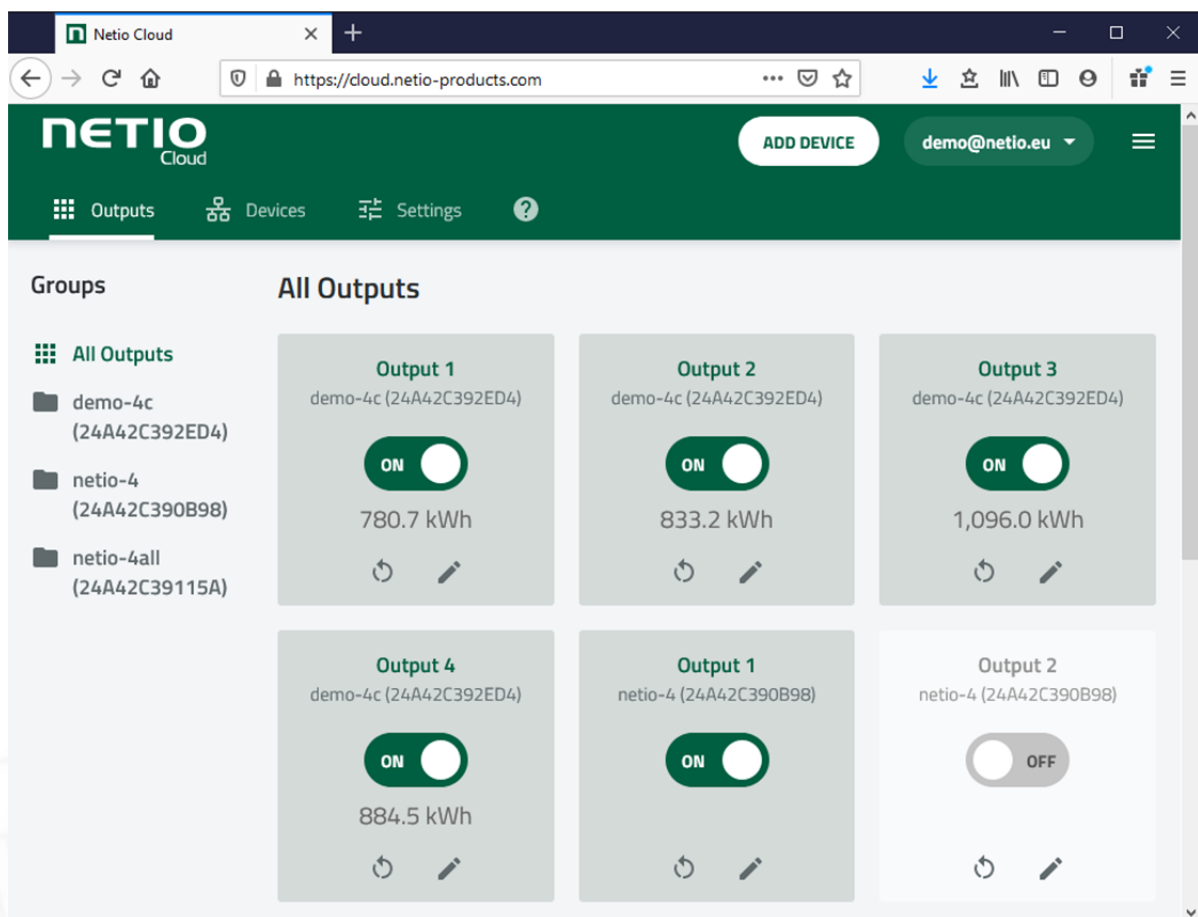 Netio Cloud
https://cloud.netio-products.com
NETIO
Cloud
ADD DEVICE
demo@netio.eu
Outputs
Devices
Settings
?
Groups
All Outputs
demo-4c
(24A42C392ED4)
netio-4
(24A42C390B98)
netio-4all
(24A42C39115A)
All Outputs
Output 1
demo-4c (24A42C392ED4)
ON
780.7 kWh
Output 2
demo-4c (24A42C392ED4)
ON
833.2 kWh
Output 3
demo-4c (24A42C392ED4)
ON
1,096.0 kWh
Output 4
demo-4c (24A42C392ED4)
ON
884.5 kWh
Output 1
netio-4 (24A42C390B98)
ON
Output 2
netio-4 (24A42C390B98)
OFF